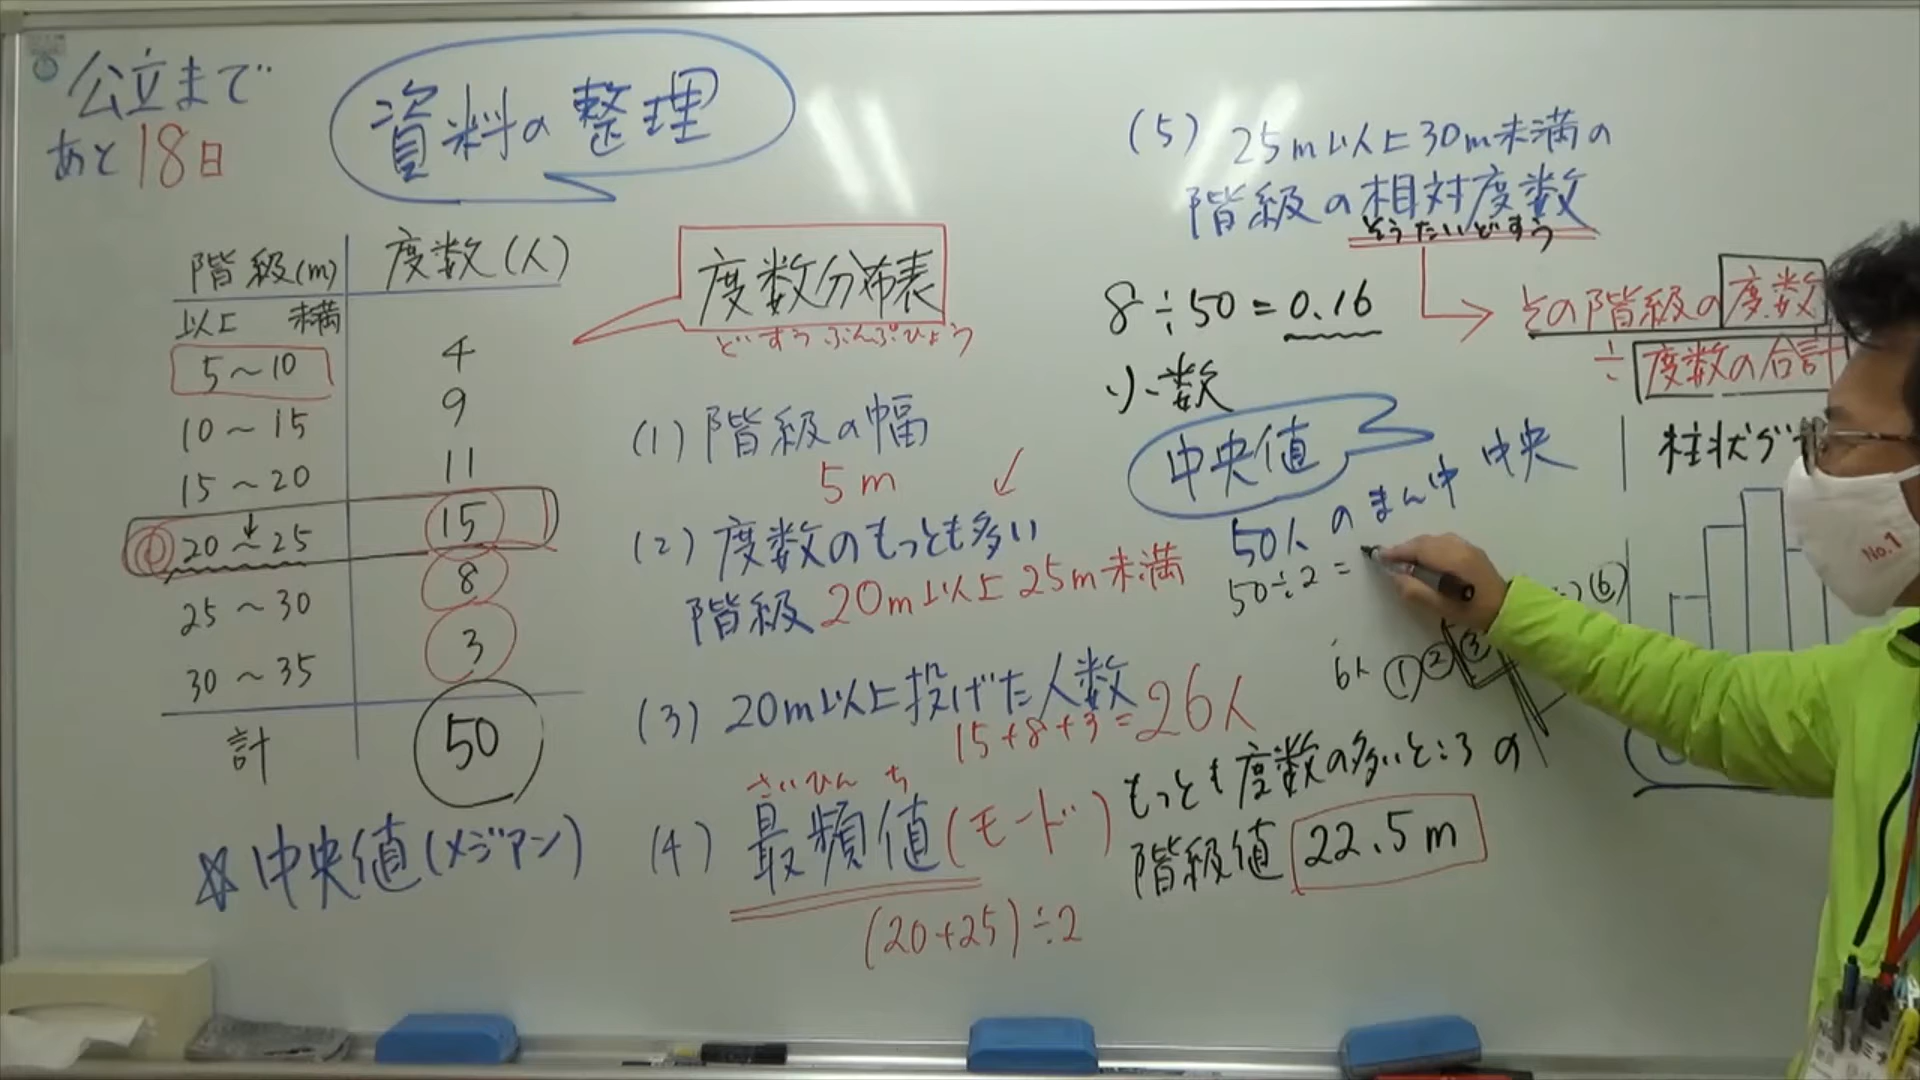 公立まで
あと18日
資料の整理
階級(m) 度数(人)
以上 未満
5〜10 4
10〜15 9
15〜20 11
① 20〜25 15
25〜30 8
30〜35 3
計 50
☆中央値(メジアン)
度数分布表
どすうぶんぷひょう
(1) 階級の幅
5m
(2) 度数のもっとも多い
階級 20m以上25m未満
(3) 20m以上投げた人数
15+8+3=26人
さいひんち
(4) 最頻値(モード)
(20+25)÷2
もっとも度数の多いところの
階級値 22.5m
(5) 25m以上30m未満の
階級の相対度数
そうたいどすう
8÷50=0.16
小数
その階級の度数
÷度数の合計
中央値
50人のまん中 中央
50÷2=
6人 ①②③
⑥
柱状グ
No.1